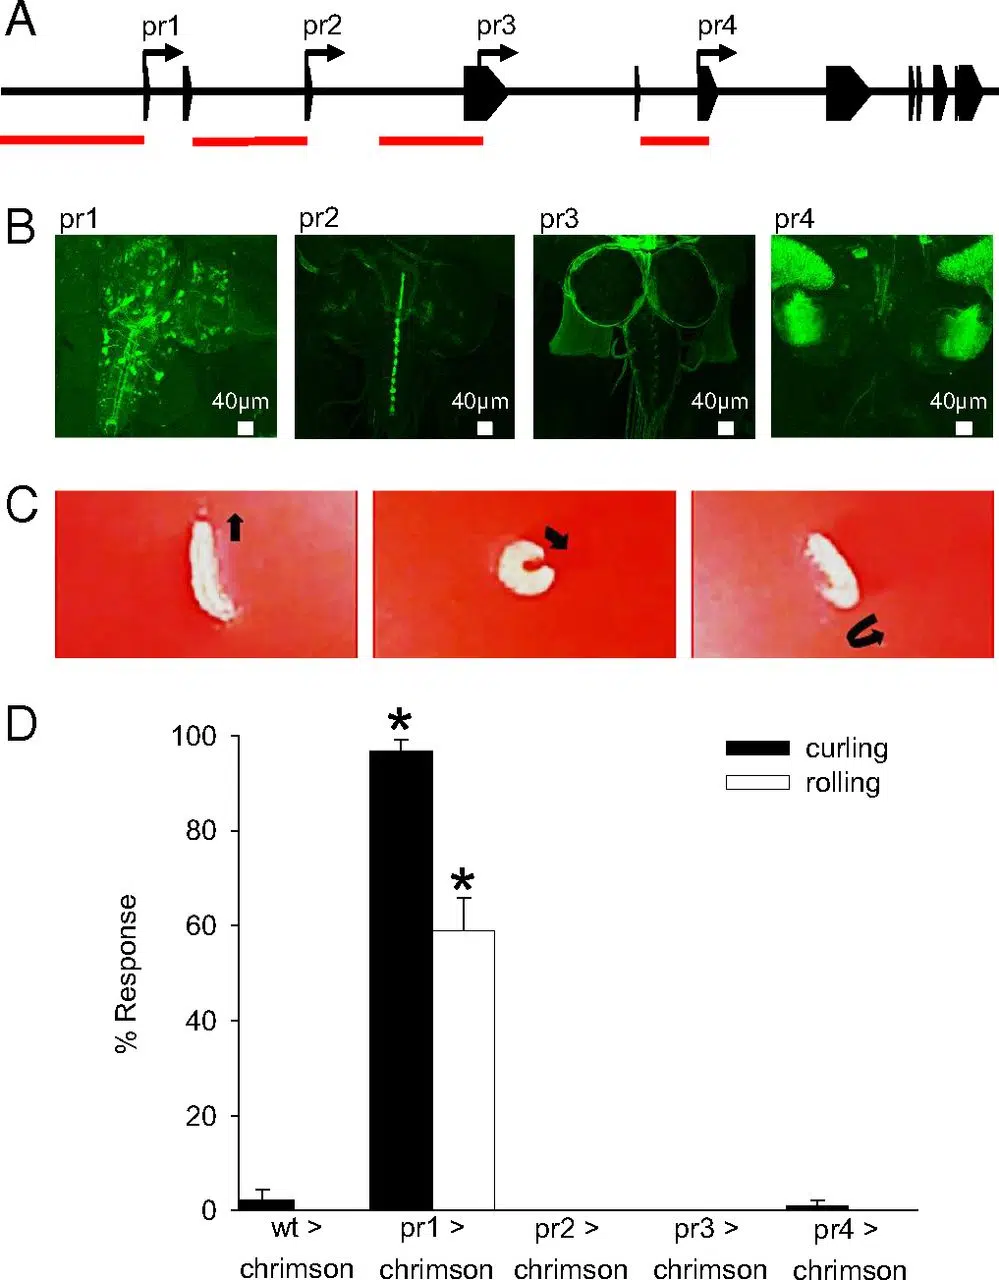 A
pr1 pr2 pr3 pr4
B
pr1 pr2 pr3 pr4
40µm 40µm 40µm 40µm
C
D
* curling
* rolling
% Response
100
80
60
40
20
0
wt > pr1 > pr2 > pr3 > pr4 >
chrimson chrimson chrimson chrimson chrimson